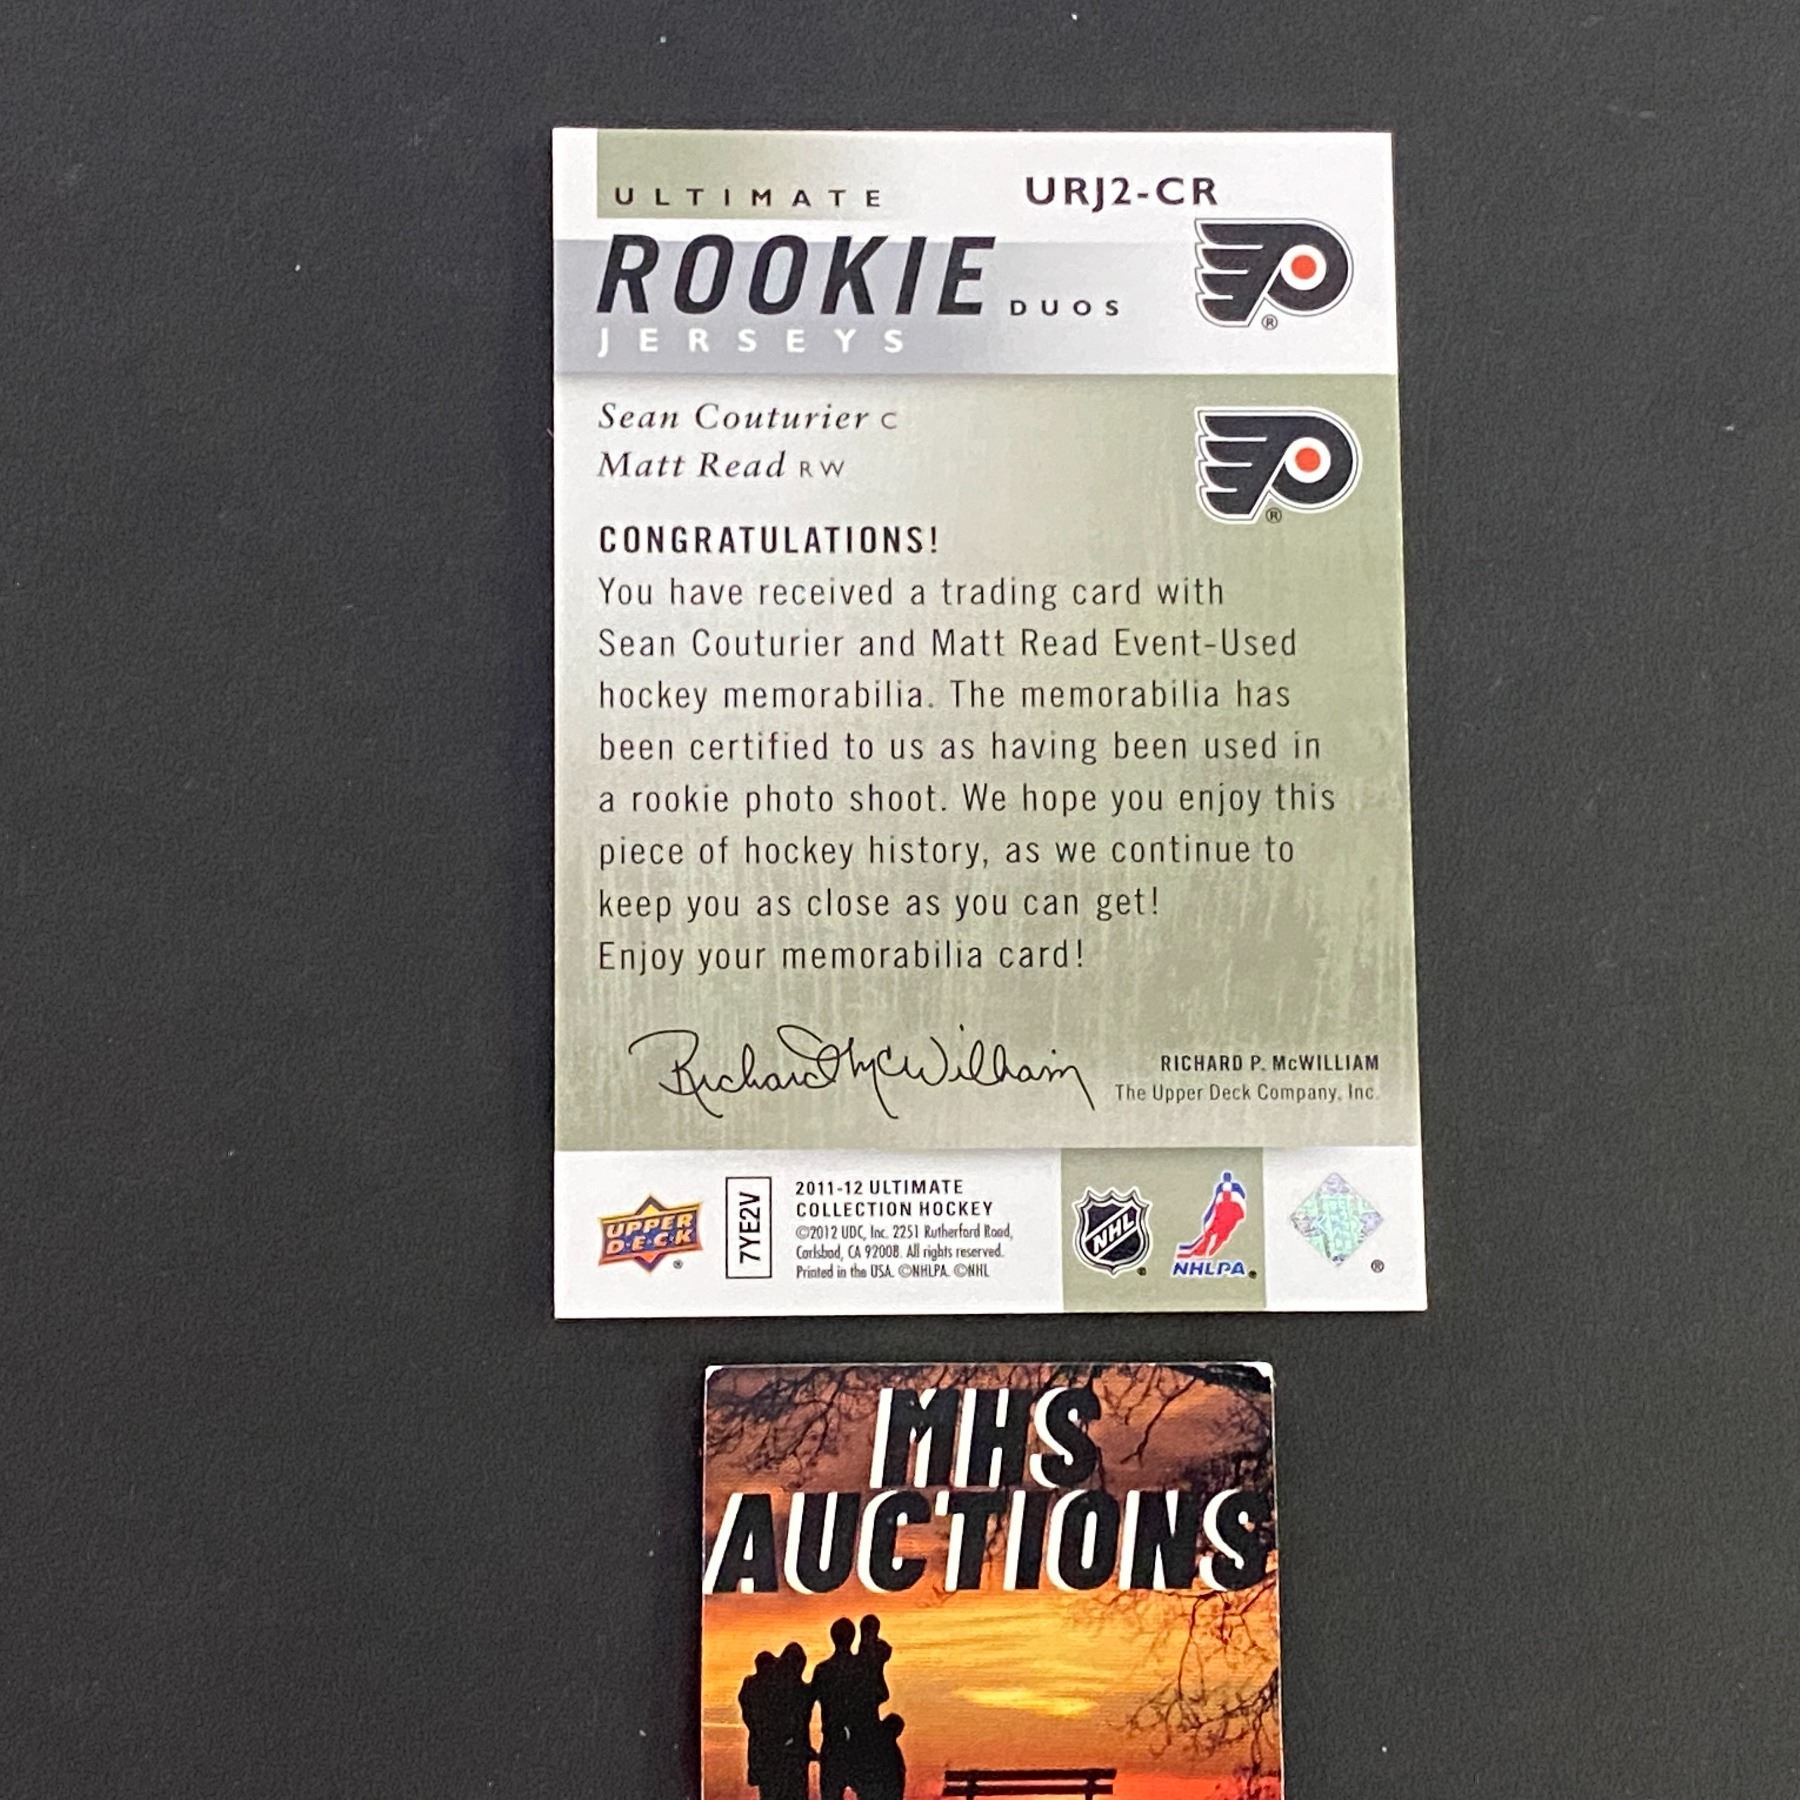 ULTIMATE
URJ2-CR
ROOKIE DUOS
JERSEYS
®
Sean Couturier C
Matt Read RW
®
CONGRATULATIONS!
You have received a trading card with
Sean Couturier and Matt Read Event-Used
hockey memorabilia. The memorabilia has
been certified to us as having been used in
a rookie photo shoot. We hope you enjoy this
piece of hockey history, as we continue to
keep you as close as you can get!
Enjoy your memorabilia card!
Richard McWilliam
RICHARD P. McWILLIAM
The Upper Deck Company, Inc.
UPPER
DECK
®
7YE2V
2011-12 ULTIMATE
COLLECTION HOCKEY
©2012 UDC, Inc. 2251 Rutherford Road,
Carlsbad, CA 92008. All rights reserved.
Printed in the USA. ©NHLPA. ©NHL
NHL
NHLPA®
®
MHS
AUCTIONS